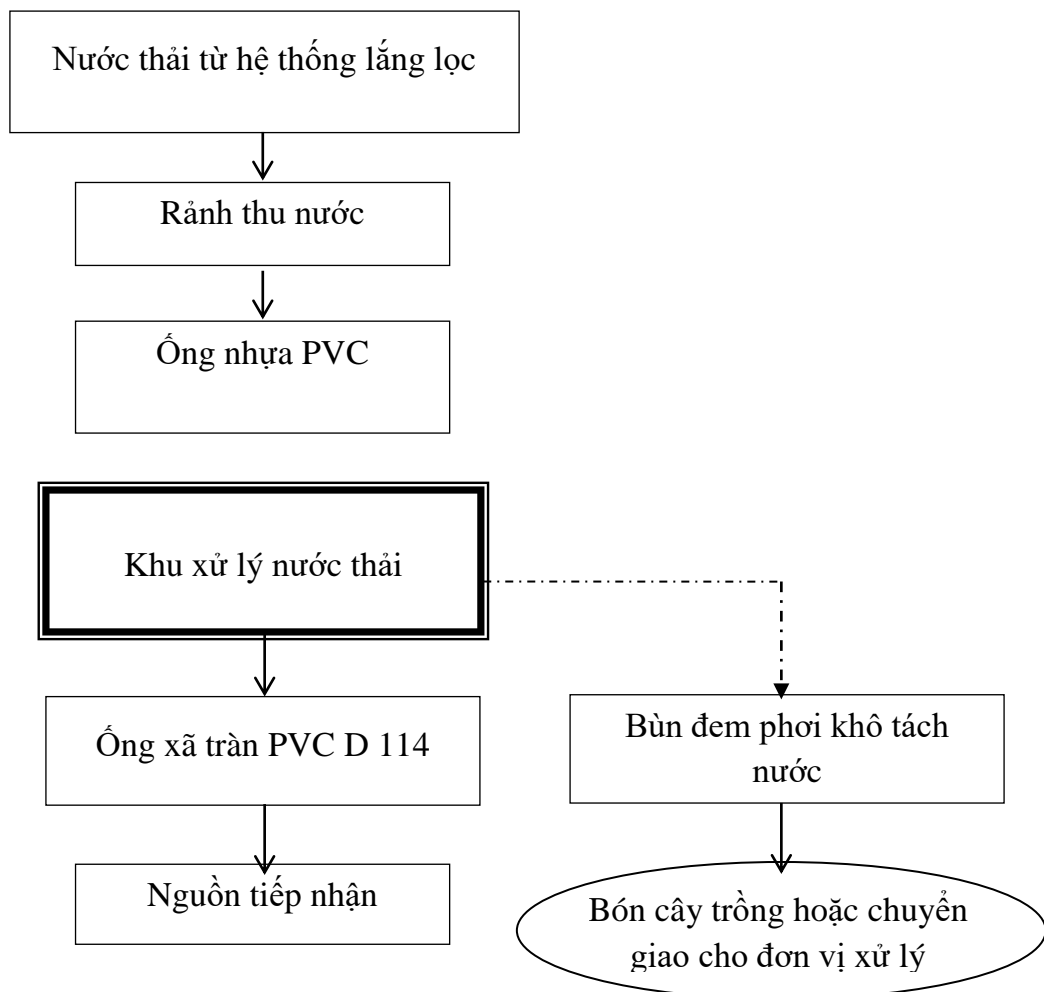 Nước thải từ hệ thống lắng lọc
Rảnh thu nước
Ống nhựa PVC
Khu xử lý nước thải
Ống xã tràn PVC D 114
Bùn đem phơi khô tách
nước
Nguồn tiếp nhận
Bón cây trồng hoặc chuyển
giao cho đơn vị xử lý